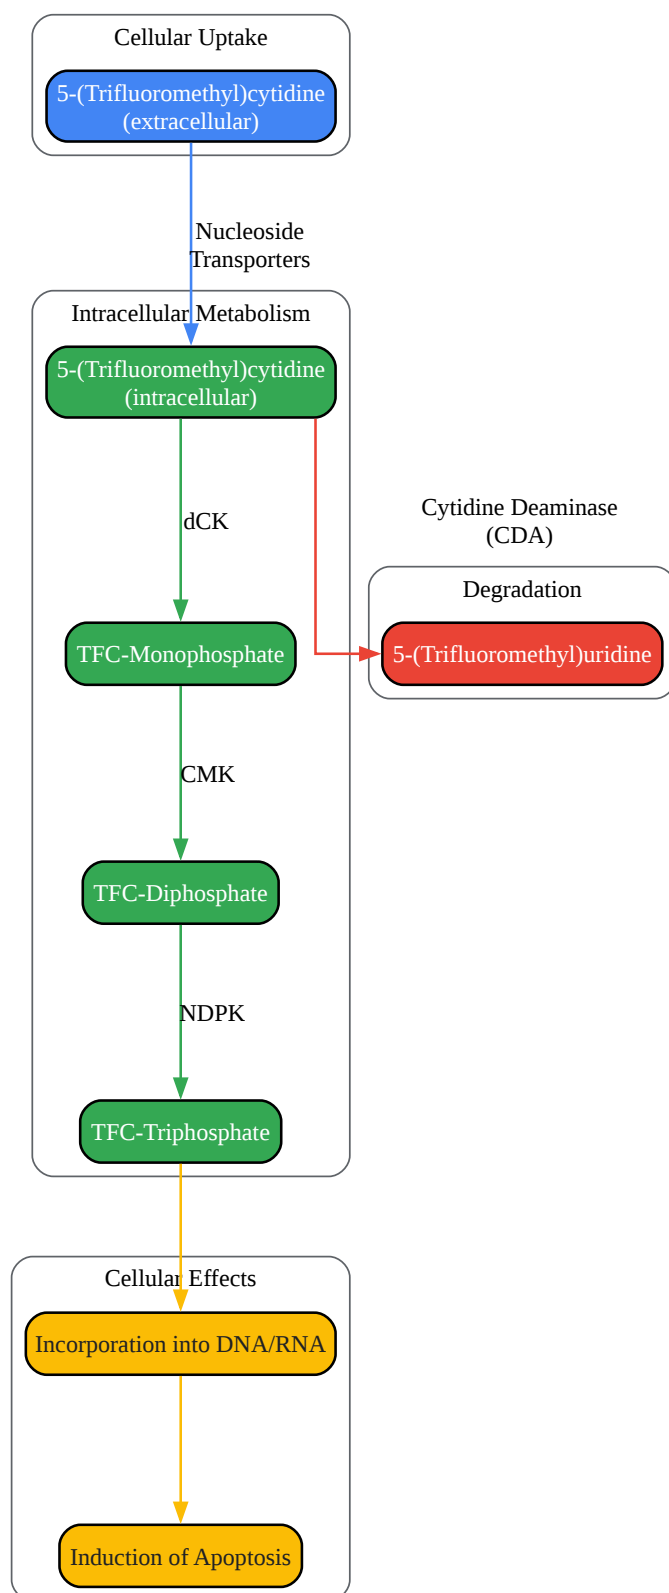 Cellular Uptake
5-(Trifluoromethyl)cytidine
(extracellular)
Nucleoside
Transporters
Intracellular Metabolism
5-(Trifluoromethyl)cytidine
(intracellular)
dCK
Cytidine Deaminase
(CDA)
Degradation
TFC-Monophosphate
5-(Trifluoromethyl)uridine
CMK
TFC-Diphosphate
NDPK
TFC-Triphosphate
Cellular Effects
Incorporation into DNA/RNA
Induction of Apoptosis